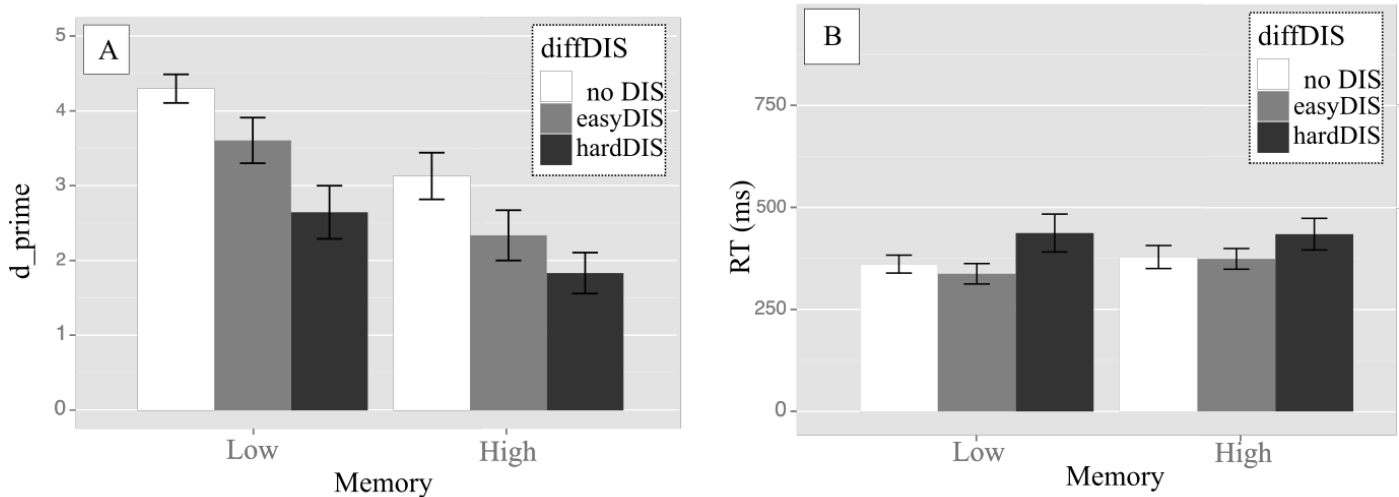 A
diffDIS
no DIS
easyDIS
hardDIS
d_prime
5
4
3
2
1
0
Low
High
Memory
B
diffDIS
no DIS
easyDIS
hardDIS
RT (ms)
750
500
250
0
Low
High
Memory